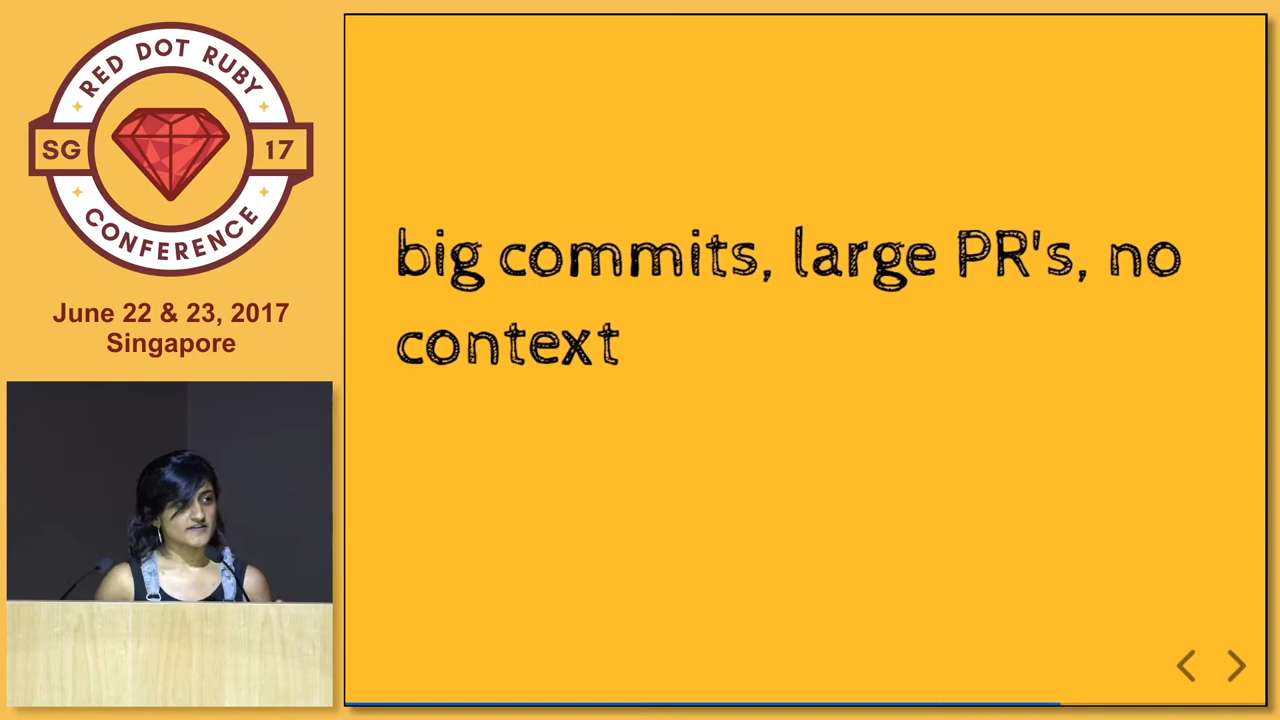 RED DOT RUBY
SG 17
CONFERENCE
June 22 & 23, 2017
Singapore
big commits, large PR's, no
context